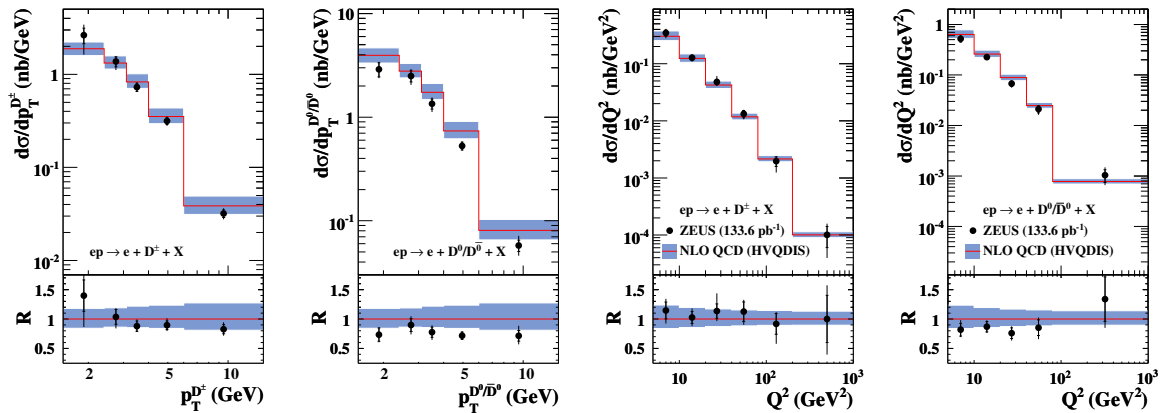 dσ/dp_T^{D^±} (nb/GeV)
1
10^{-1}
10^{-2}
ep → e + D^± + X
R
1.5
1
0.5
2
5
10
p_T^{D^±} (GeV)
dσ/dp_T^{D^0/D̄^0} (nb/GeV)
10
1
10^{-1}
ep → e + D^0/D̄^0 + X
R
1.5
1
0.5
2
5
10
p_T^{D^0/D̄^0} (GeV)
dσ/dQ^2 (nb/GeV^2)
10^{-1}
10^{-2}
10^{-3}
10^{-4}
ep → e + D^± + X
ZEUS (133.6 pb^{-1})
NLO QCD (HVQDIS)
R
1.5
1
0.5
10
10^2
10^3
Q^2 (GeV^2)
dσ/dQ^2 (nb/GeV^2)
1
10^{-1}
10^{-2}
10^{-3}
10^{-4}
10^{-5}
ep → e + D^0/D̄^0 + X
ZEUS (133.6 pb^{-1})
NLO QCD (HVQDIS)
R
1.5
1
0.5
10
10^2
10^3
Q^2 (GeV^2)